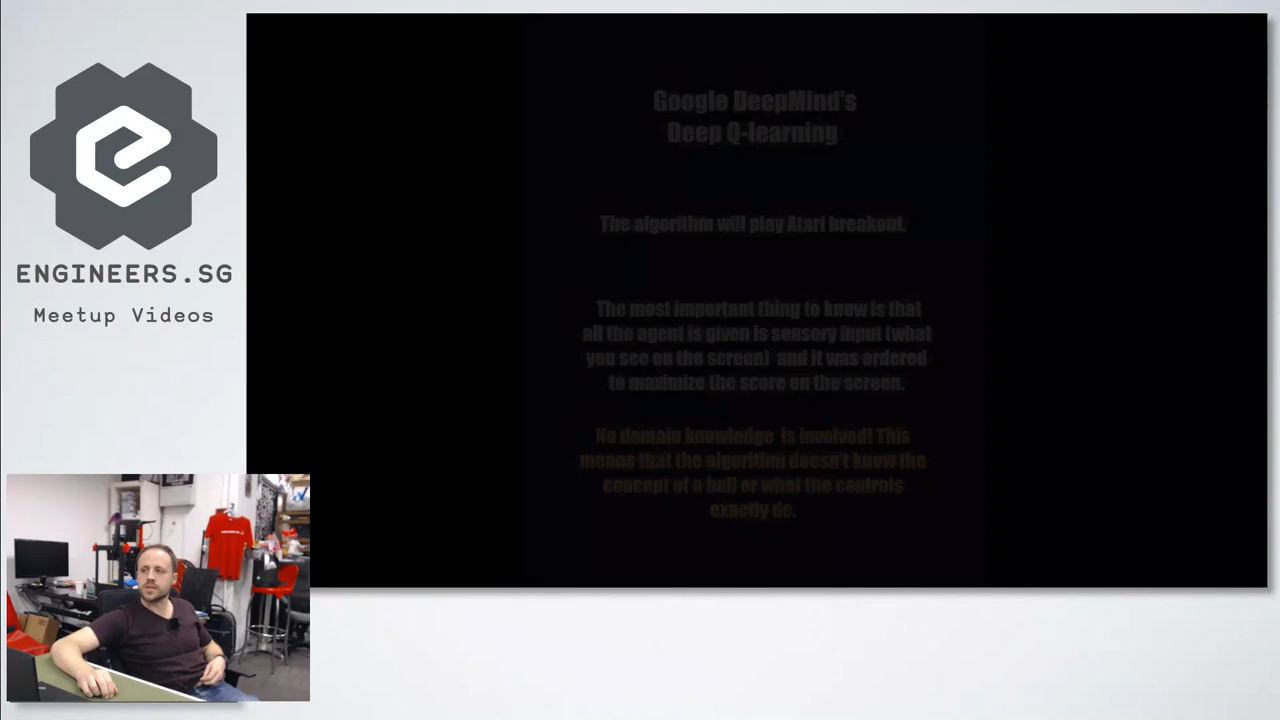 ENGINEERS.SG
Meetup Videos
Google DeepMind's
Deep Q-learning
The algorithm will play Atari breakout.
The most important thing to know is that
all the agent is given is sensory input (what
you see on the screen) and it was ordered
to maximize the score on the screen.
No domain knowledge is involved! This
means that the algorithm doesn't know the
concept of a ball or what the controls
exactly do.